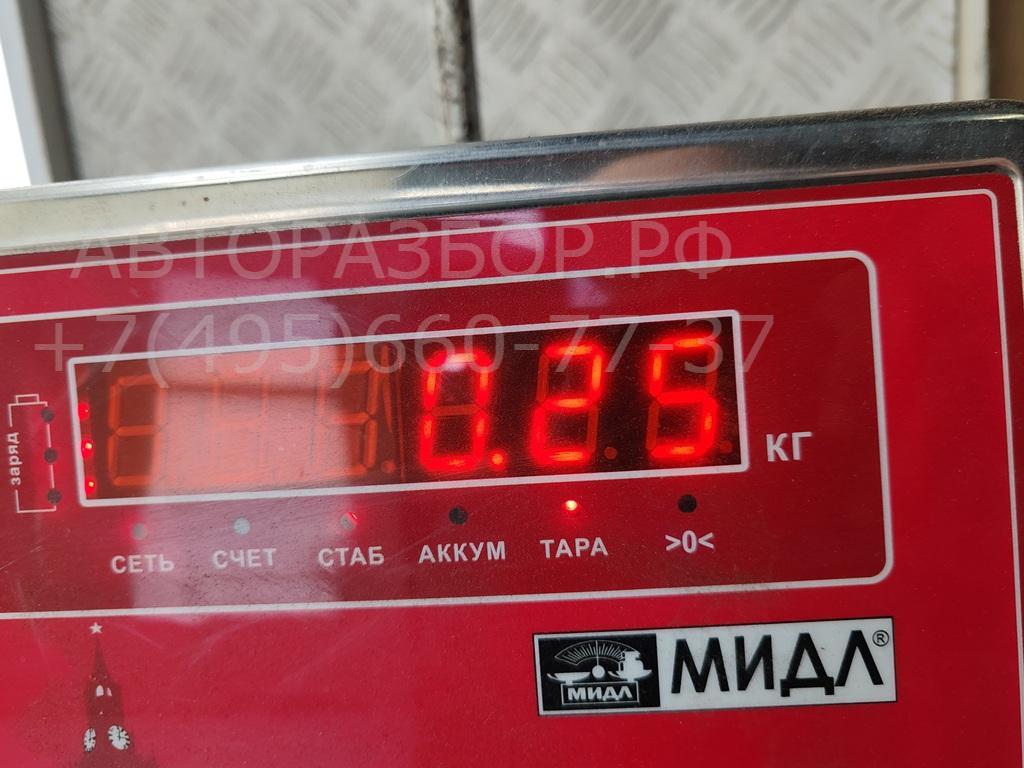 АВТОРАЗБОР.РФ
+7(495)660-77-37
0.25
КГ
заряд
СЕТЬ СЧЕТ СТАБ АККУМ ТАРА >0<
МИДЛ МИДЛ®